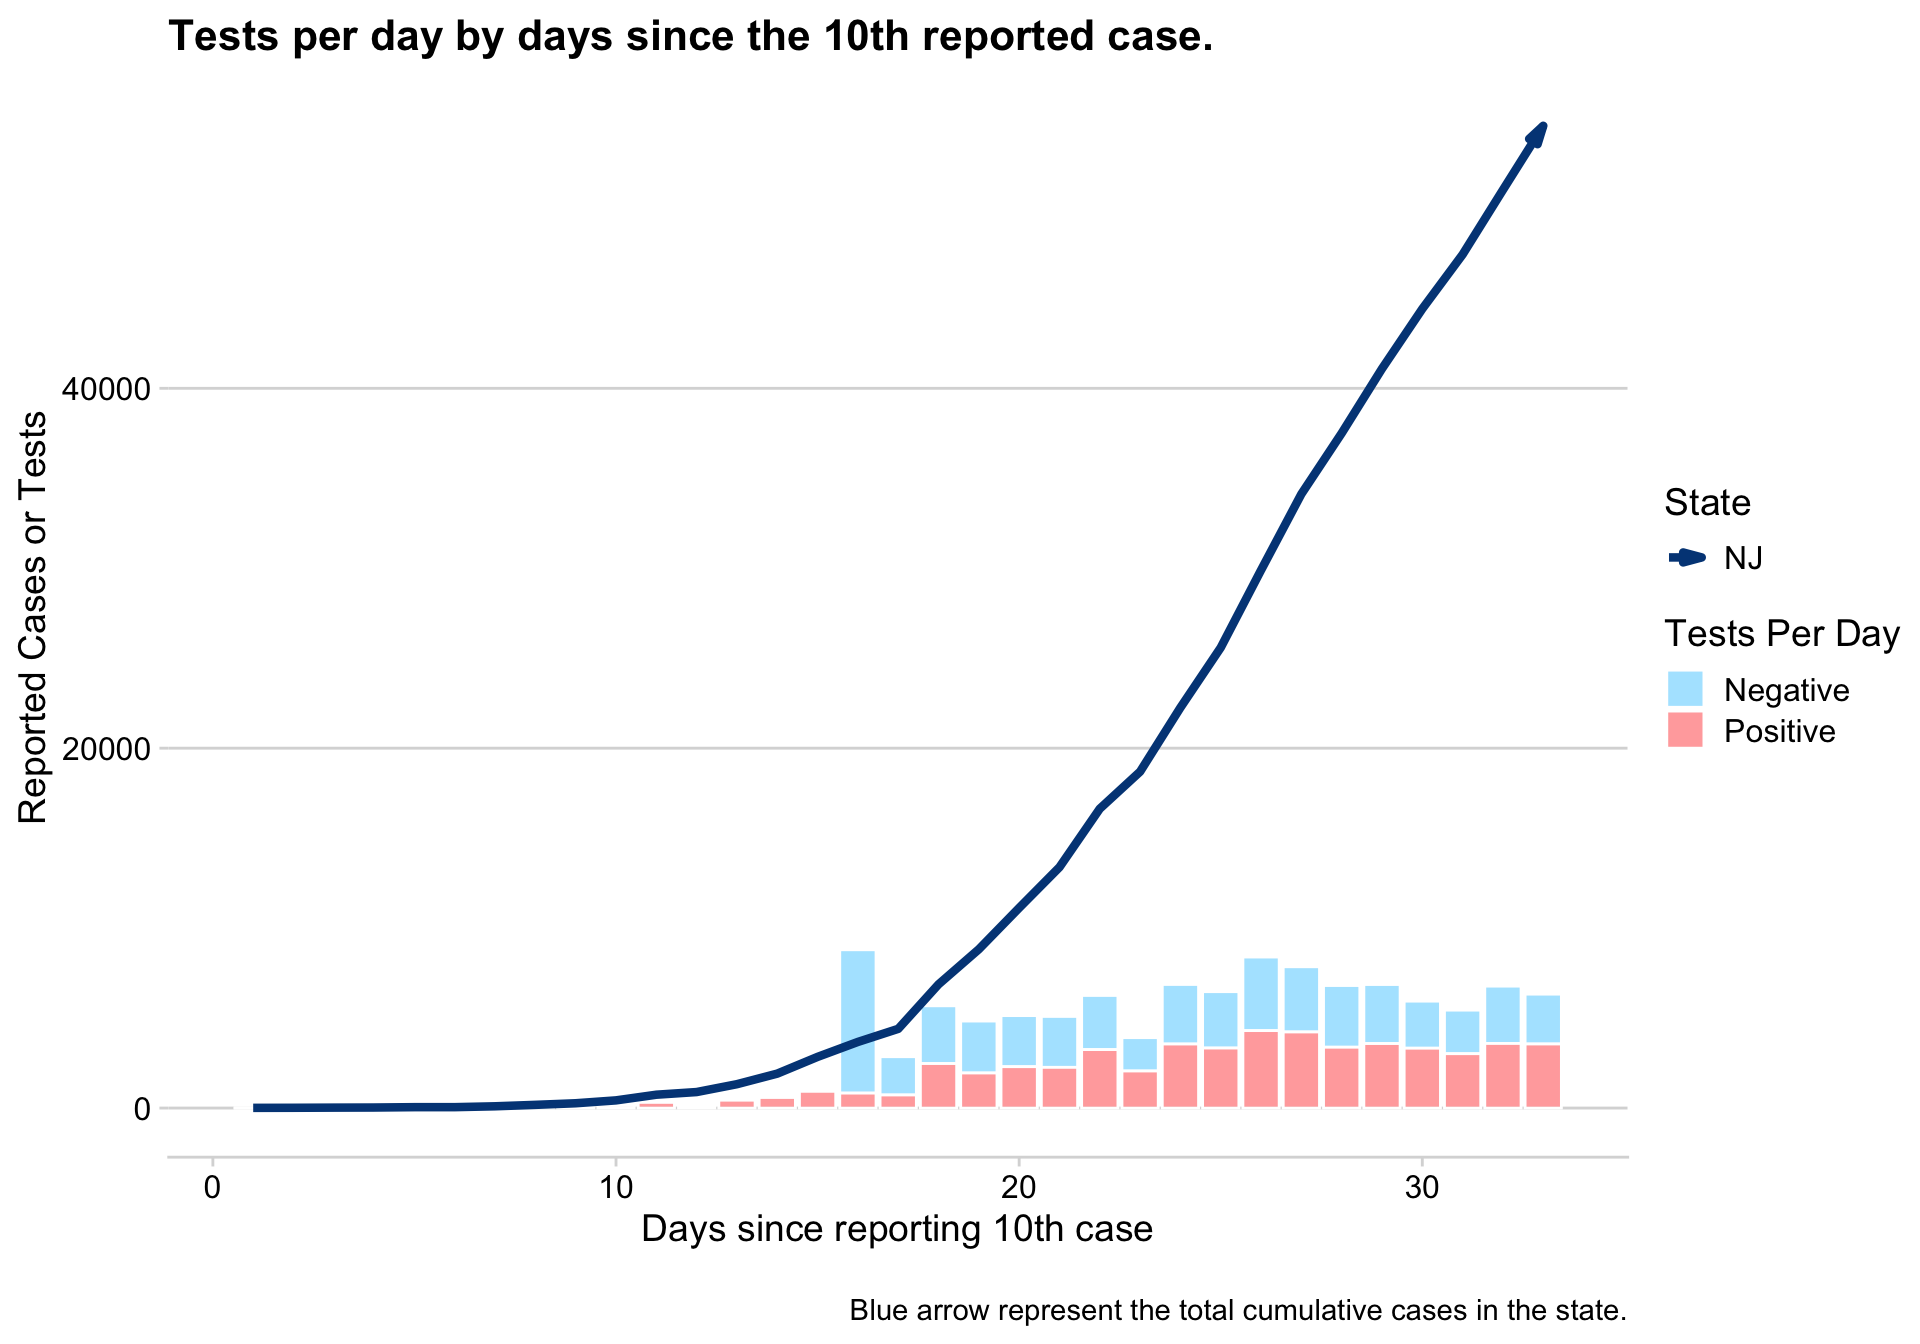 Tests per day by days since the 10th reported case.
Reported Cases or Tests
40000
20000
0
0 10 20 30
Days since reporting 10th case
State
NJ
Tests Per Day
Negative
Positive
Blue arrow represent the total cumulative cases in the state.